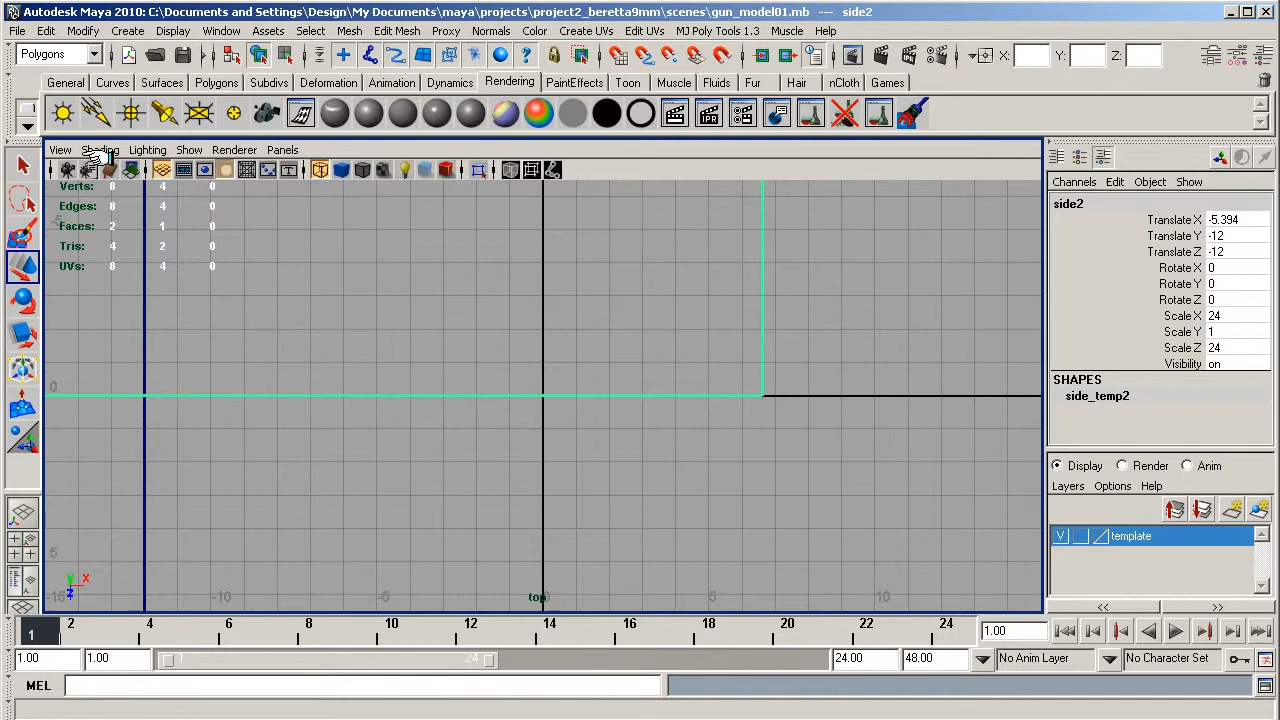 Autodesk Maya 2010: C:\Documents and Settings\Design\My Documents\maya\projects\project2_beretta9mm\scenes\gun_model01.mb --- side2
File Edit Modify Create Display Window Assets Select Mesh Edit Mesh Proxy Normals Color Create UVs Edit UVs MJ Poly Tools 1.3 Muscle Help
Polygons X: Y: Z:
General Curves Surfaces Polygons Subdivs Deformation Animation Dynamics Rendering PaintEffects Toon Muscle Fluids Fur Hair nCloth Games
IPR
View Shading Lighting Show Renderer Panels
Channels Edit Object Show
Verts: 8 4 0
Edges: 8 4 0
Faces: 2 1 0
Tris: 4 2 0
UVs: 8 4 0
side2
Translate X -5.394
Translate Y -12
Translate Z -12
Rotate X 0
Rotate Y 0
Rotate Z 0
Scale X 24
Scale Y 1
Scale Z 24
Visibility on
SHAPES
side_temp2
-5
0
5
y x
z
-15 -10 -5 0 5 10
top
Display Render Anim
Layers Options Help
V template
<< >>
1 2 4 6 8 10 12 14 16 18 20 22 24 1.00
1.00 1.00 1 24 24.00 48.00 No Anim Layer No Character Set
MEL